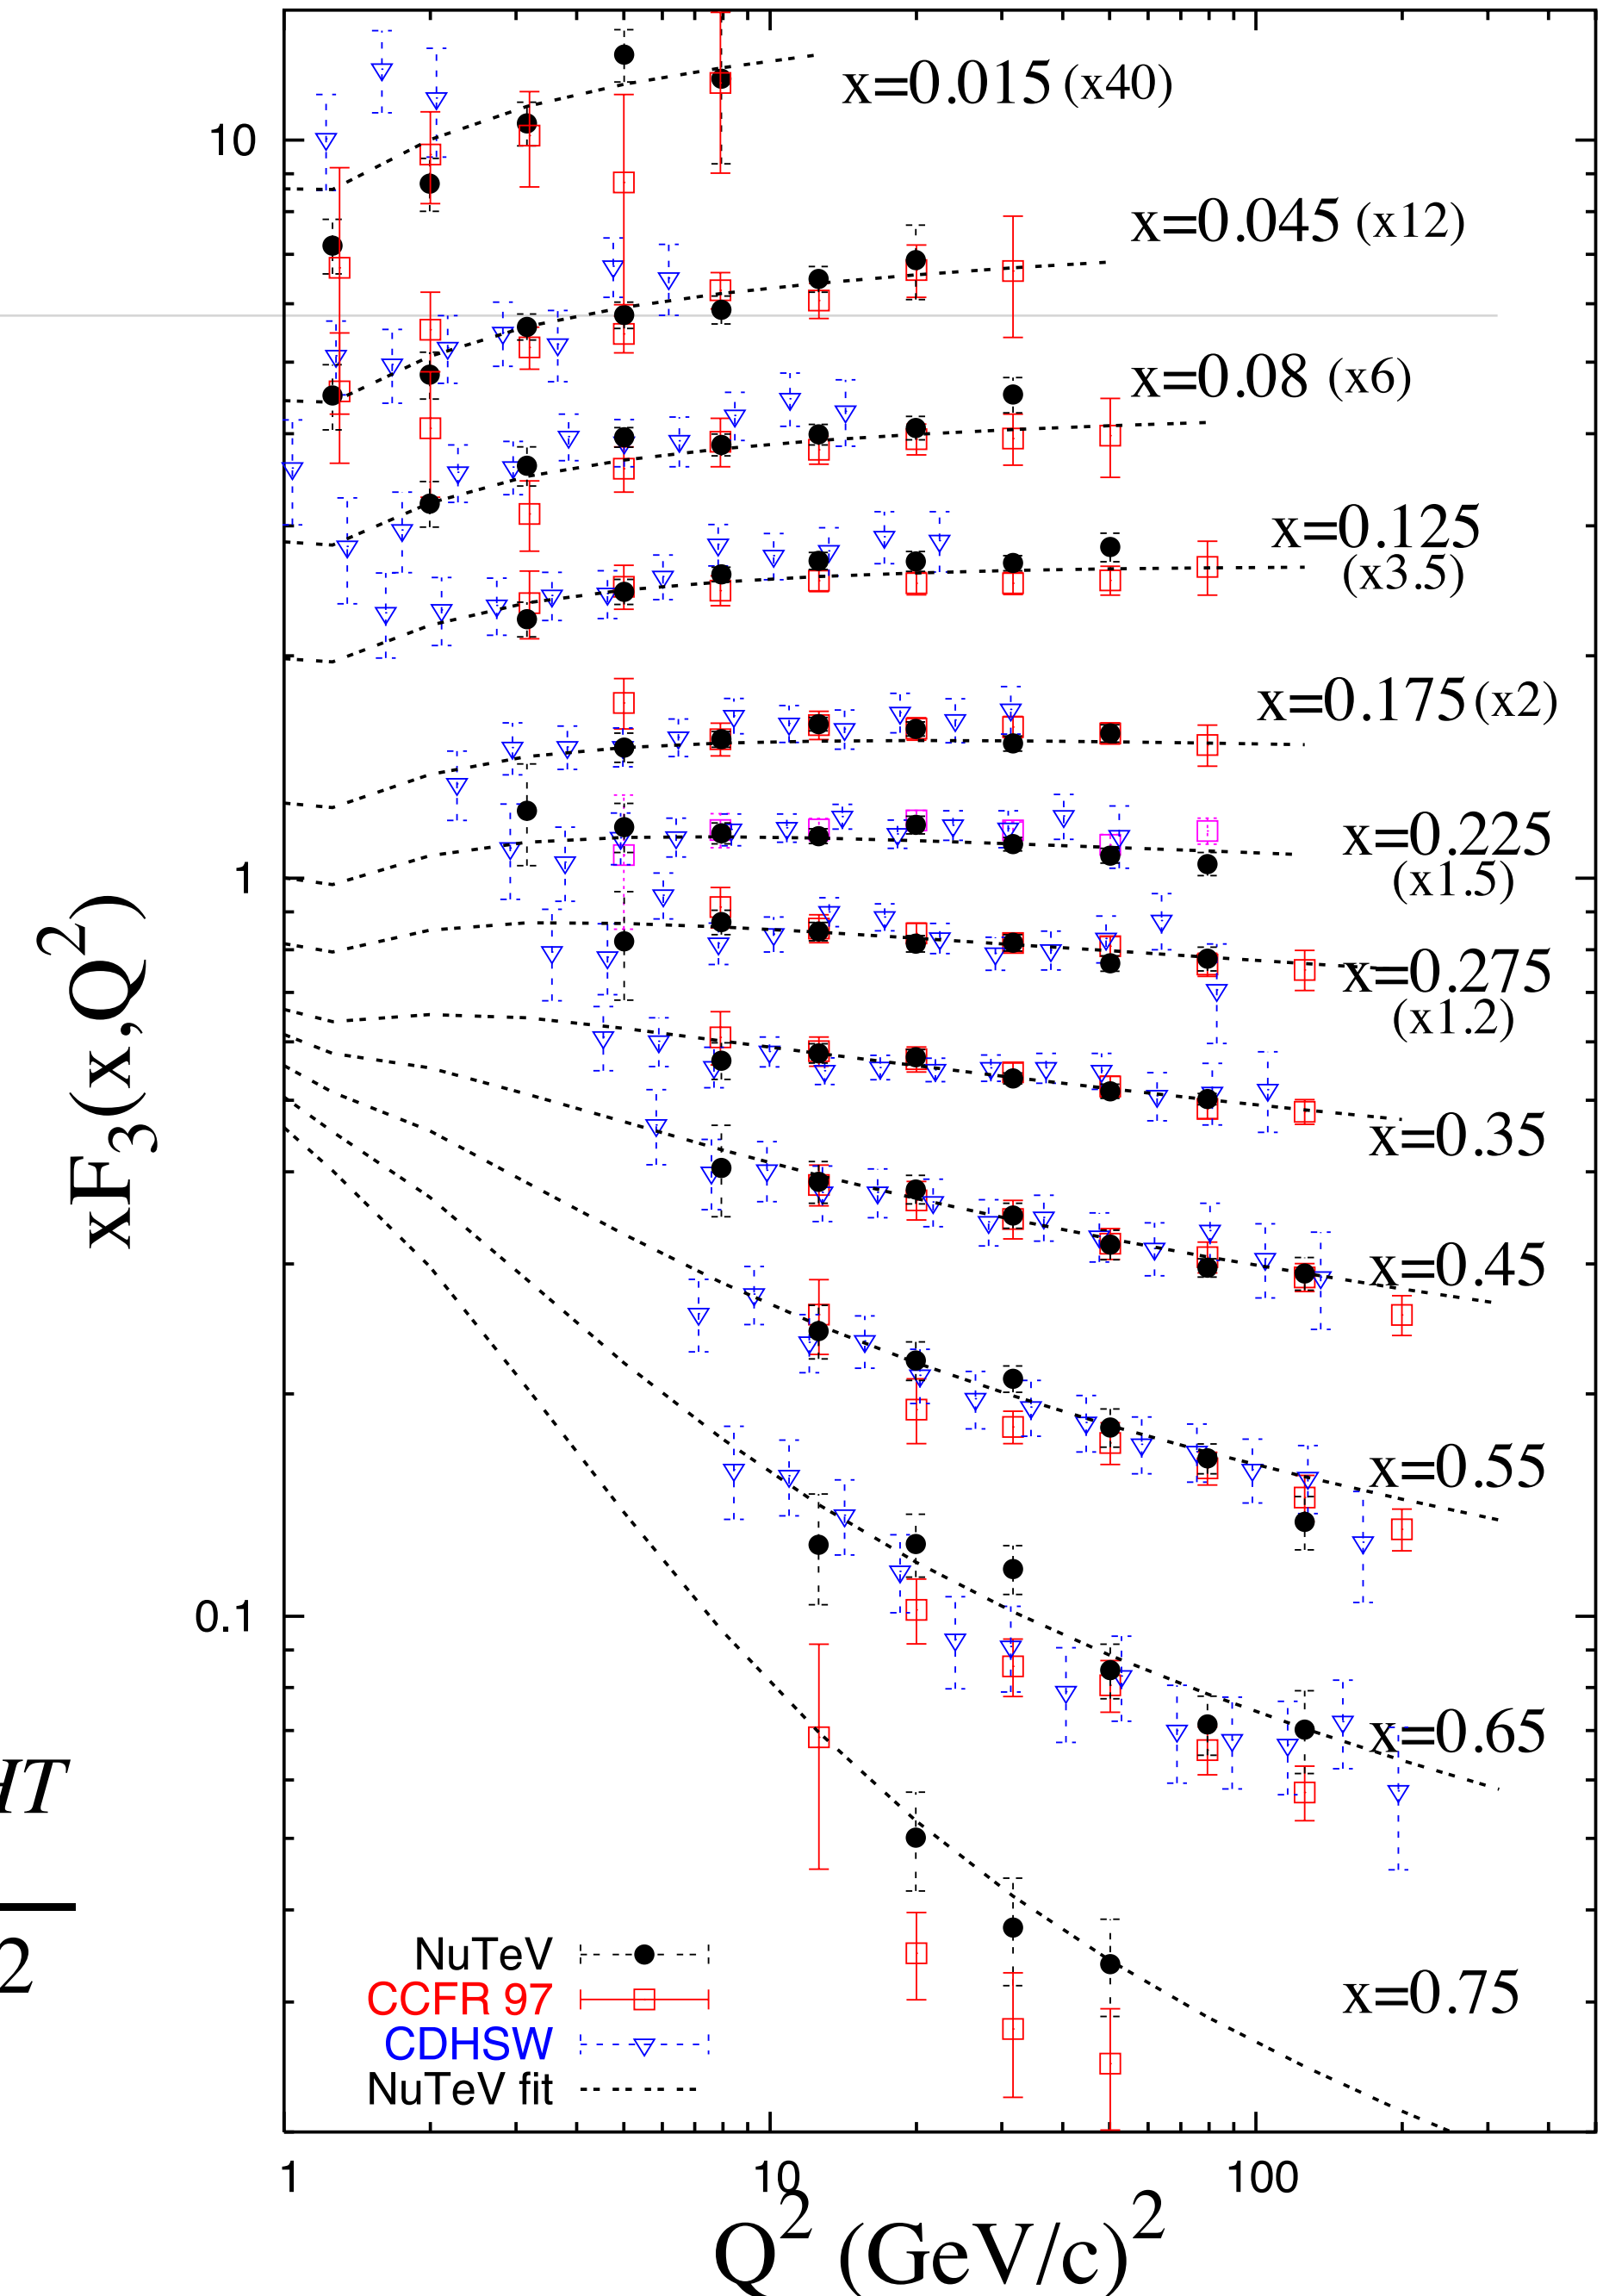 x=0.015 (x40)
10
x=0.045 (x12)
x=0.08 (x6)
x=0.125
(x3.5)
x=0.175 (x2)
x=0.225
(x1.5)
1
xF₃(x,Q²)
x=0.275
(x1.2)
x=0.35
x=0.45
x=0.55
0.1
x=0.65
HT
2
x=0.75
NuTeV
CCFR 97
CDHSW
NuTeV fit
1 10 100
Q² (GeV/c)²